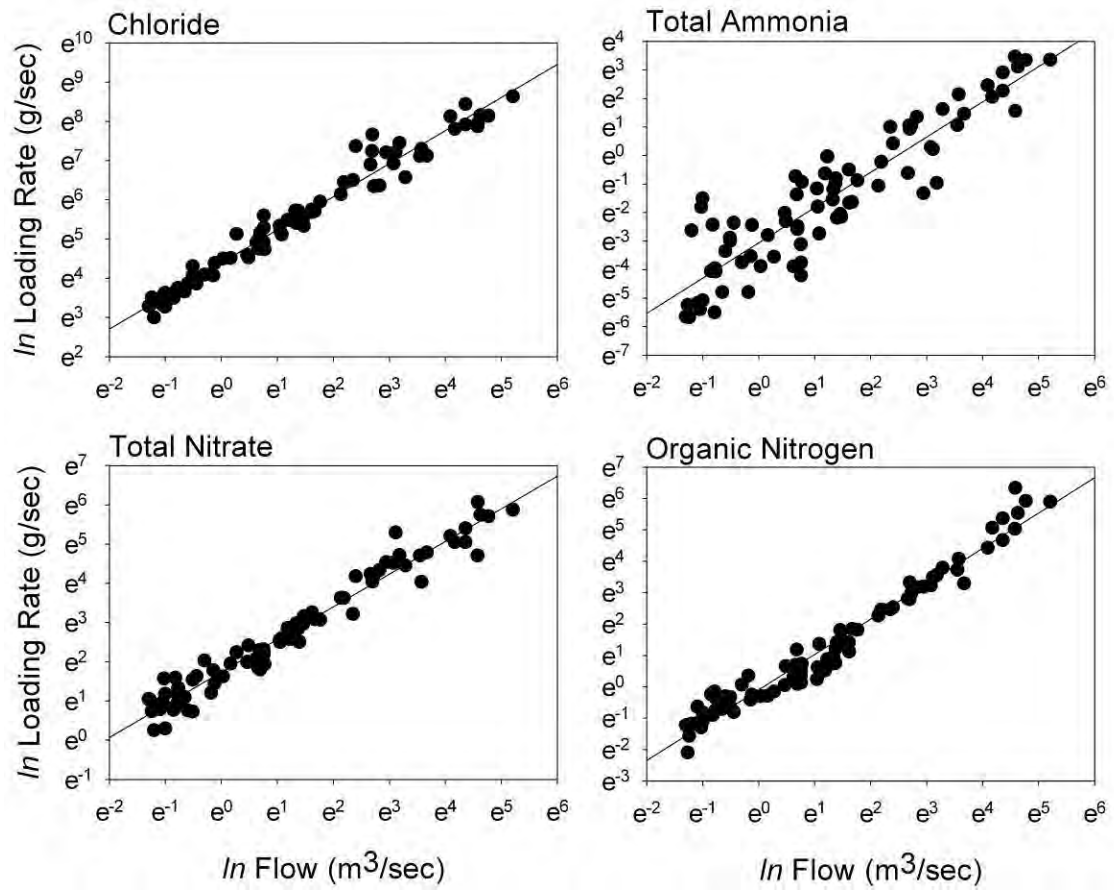 Chloride
ln Loading Rate (g/sec)
e¹⁰
e⁹
e⁸
e⁷
e⁶
e⁵
e⁴
e³
e²
e⁻² e⁻¹ e⁰ e¹ e² e³ e⁴ e⁵ e⁶
Total Ammonia
e⁴
e³
e²
e¹
e⁰
e⁻¹
e⁻²
e⁻³
e⁻⁴
e⁻⁵
e⁻⁶
e⁻⁷
e⁻² e⁻¹ e⁰ e¹ e² e³ e⁴ e⁵ e⁶
Total Nitrate
ln Loading Rate (g/sec)
e⁷
e⁶
e⁵
e⁴
e³
e²
e¹
e⁰
e⁻¹
e⁻² e⁻¹ e⁰ e¹ e² e³ e⁴ e⁵ e⁶
ln Flow (m³/sec)
Organic Nitrogen
e⁷
e⁶
e⁵
e⁴
e³
e²
e¹
e⁰
e⁻¹
e⁻²
e⁻³
e⁻² e⁻¹ e⁰ e¹ e² e³ e⁴ e⁵ e⁶
ln Flow (m³/sec)